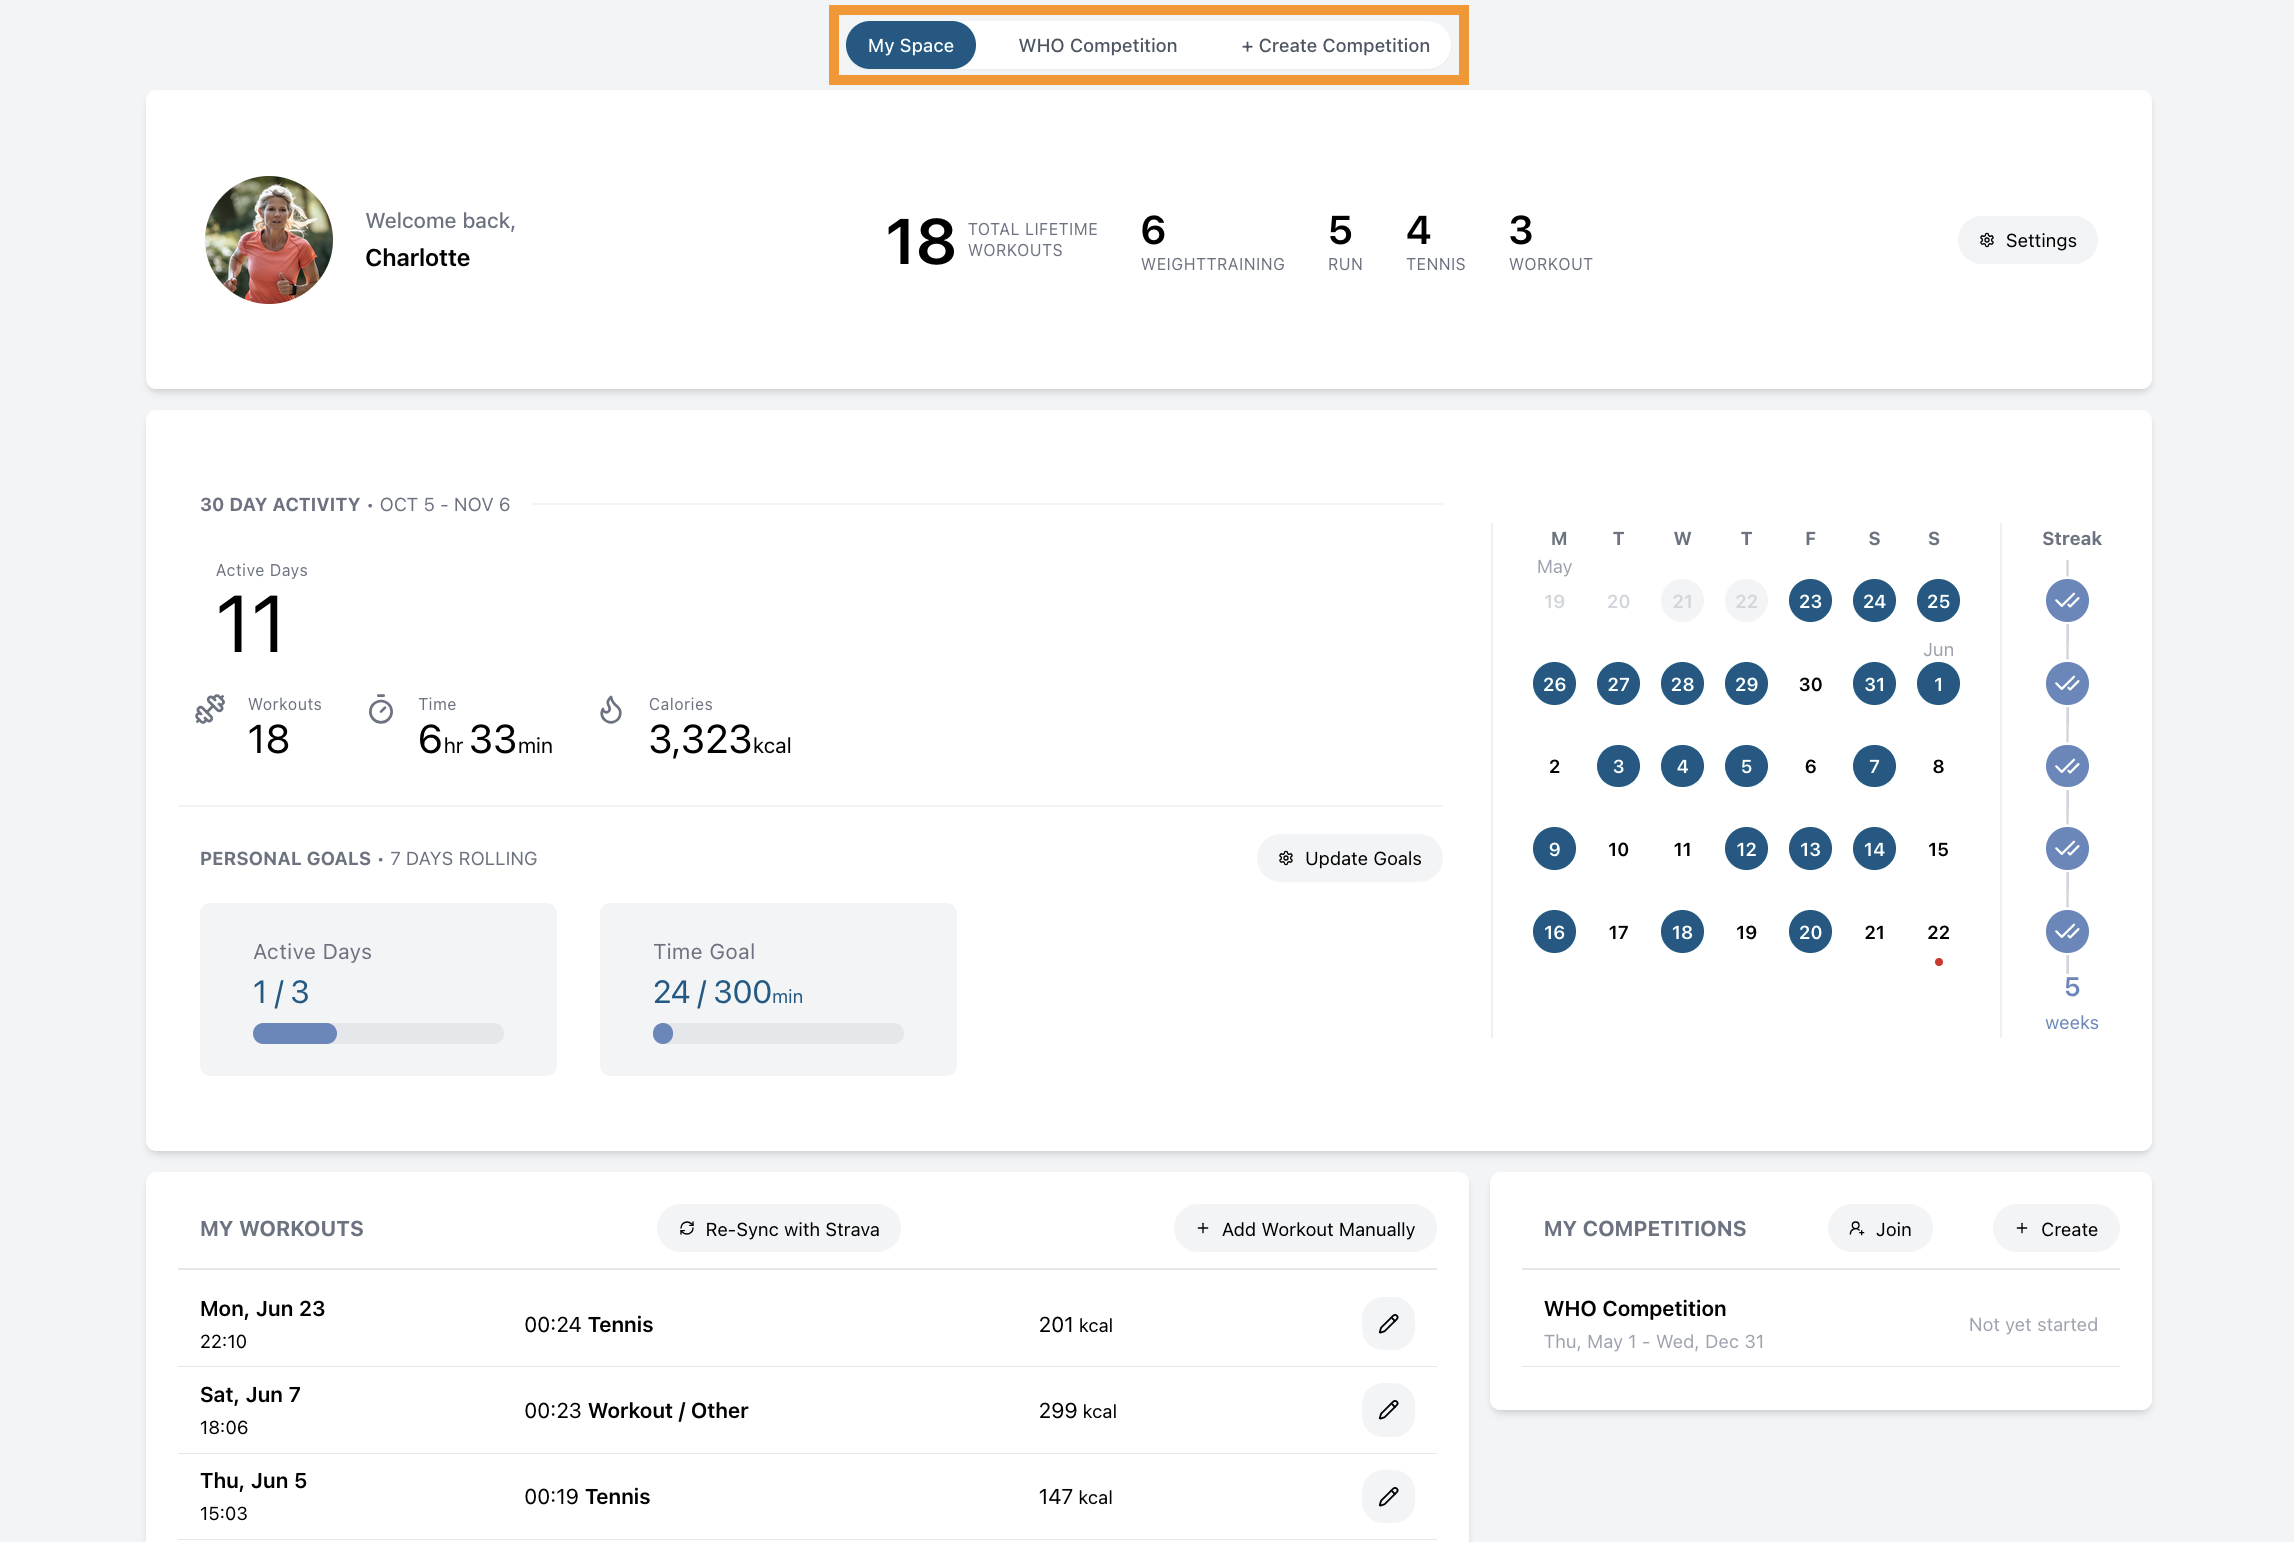 My Space WHO Competition + Create Competition
Welcome back,
Charlotte
18 TOTAL LIFETIME WORKOUTS
6 WEIGHTTRAINING
5 RUN
4 TENNIS
3 WORKOUT
Settings
30 DAY ACTIVITY • OCT 5 - NOV 6
Active Days
11
Workouts
18
Time
6hr 33min
Calories
3,323kcal
PERSONAL GOALS • 7 DAYS ROLLING
Update Goals
Active Days
1 / 3
Time Goal
24 / 300min
M T W T F S S
May
19 20 21 22 23 24 25
Jun
26 27 28 29 30 31 1
2 3 4 5 6 7 8
9 10 11 12 13 14 15
16 17 18 19 20 21 22
Streak
5
weeks
MY WORKOUTS
Re-Sync with Strava
+ Add Workout Manually
Mon, Jun 23
22:10
00:24 Tennis
201 kcal
Sat, Jun 7
18:06
00:23 Workout / Other
299 kcal
Thu, Jun 5
15:03
00:19 Tennis
147 kcal
MY COMPETITIONS
Join
+ Create
WHO Competition
Thu, May 1 - Wed, Dec 31
Not yet started